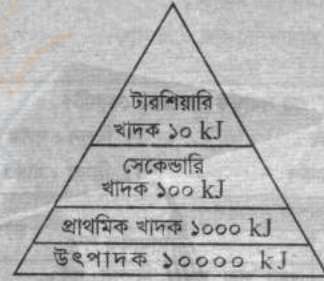 টারশিয়ারি
খাদক ১০ kJ
সেকেন্ডারি
খাদক ১০০ kJ
প্রাথমিক খাদক ১০০০ kJ
উৎপাদক ১০০০০ kJ